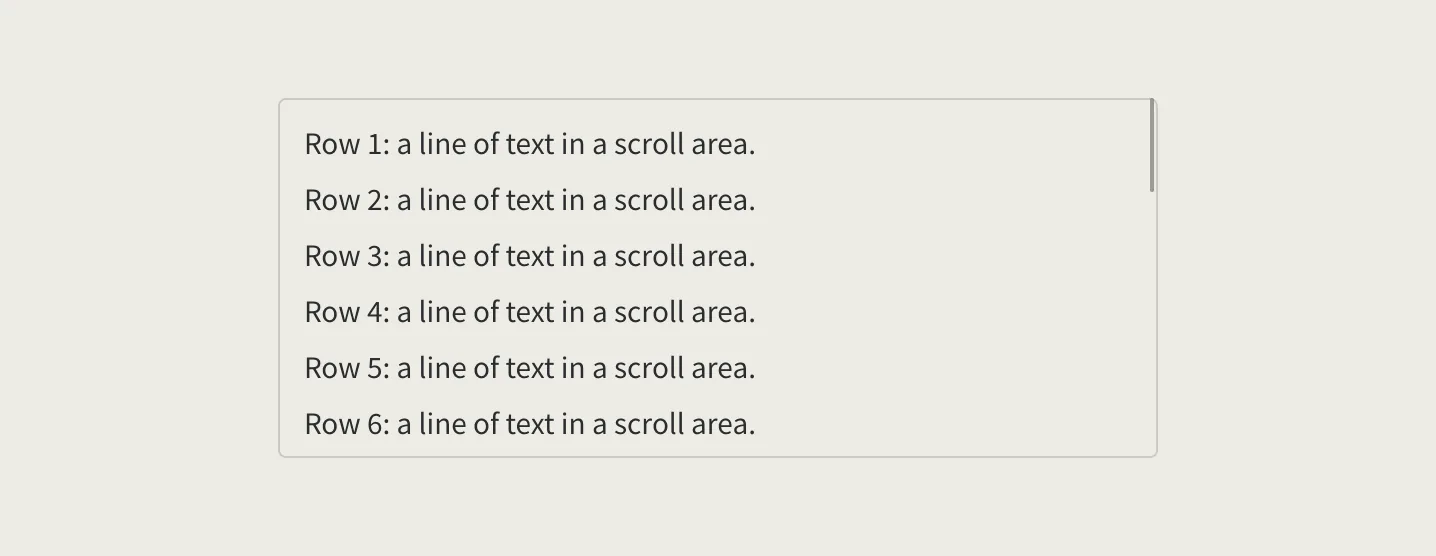 Row 1: a line of text in a scroll area.
Row 2: a line of text in a scroll area.
Row 3: a line of text in a scroll area.
Row 4: a line of text in a scroll area.
Row 5: a line of text in a scroll area.
Row 6: a line of text in a scroll area.